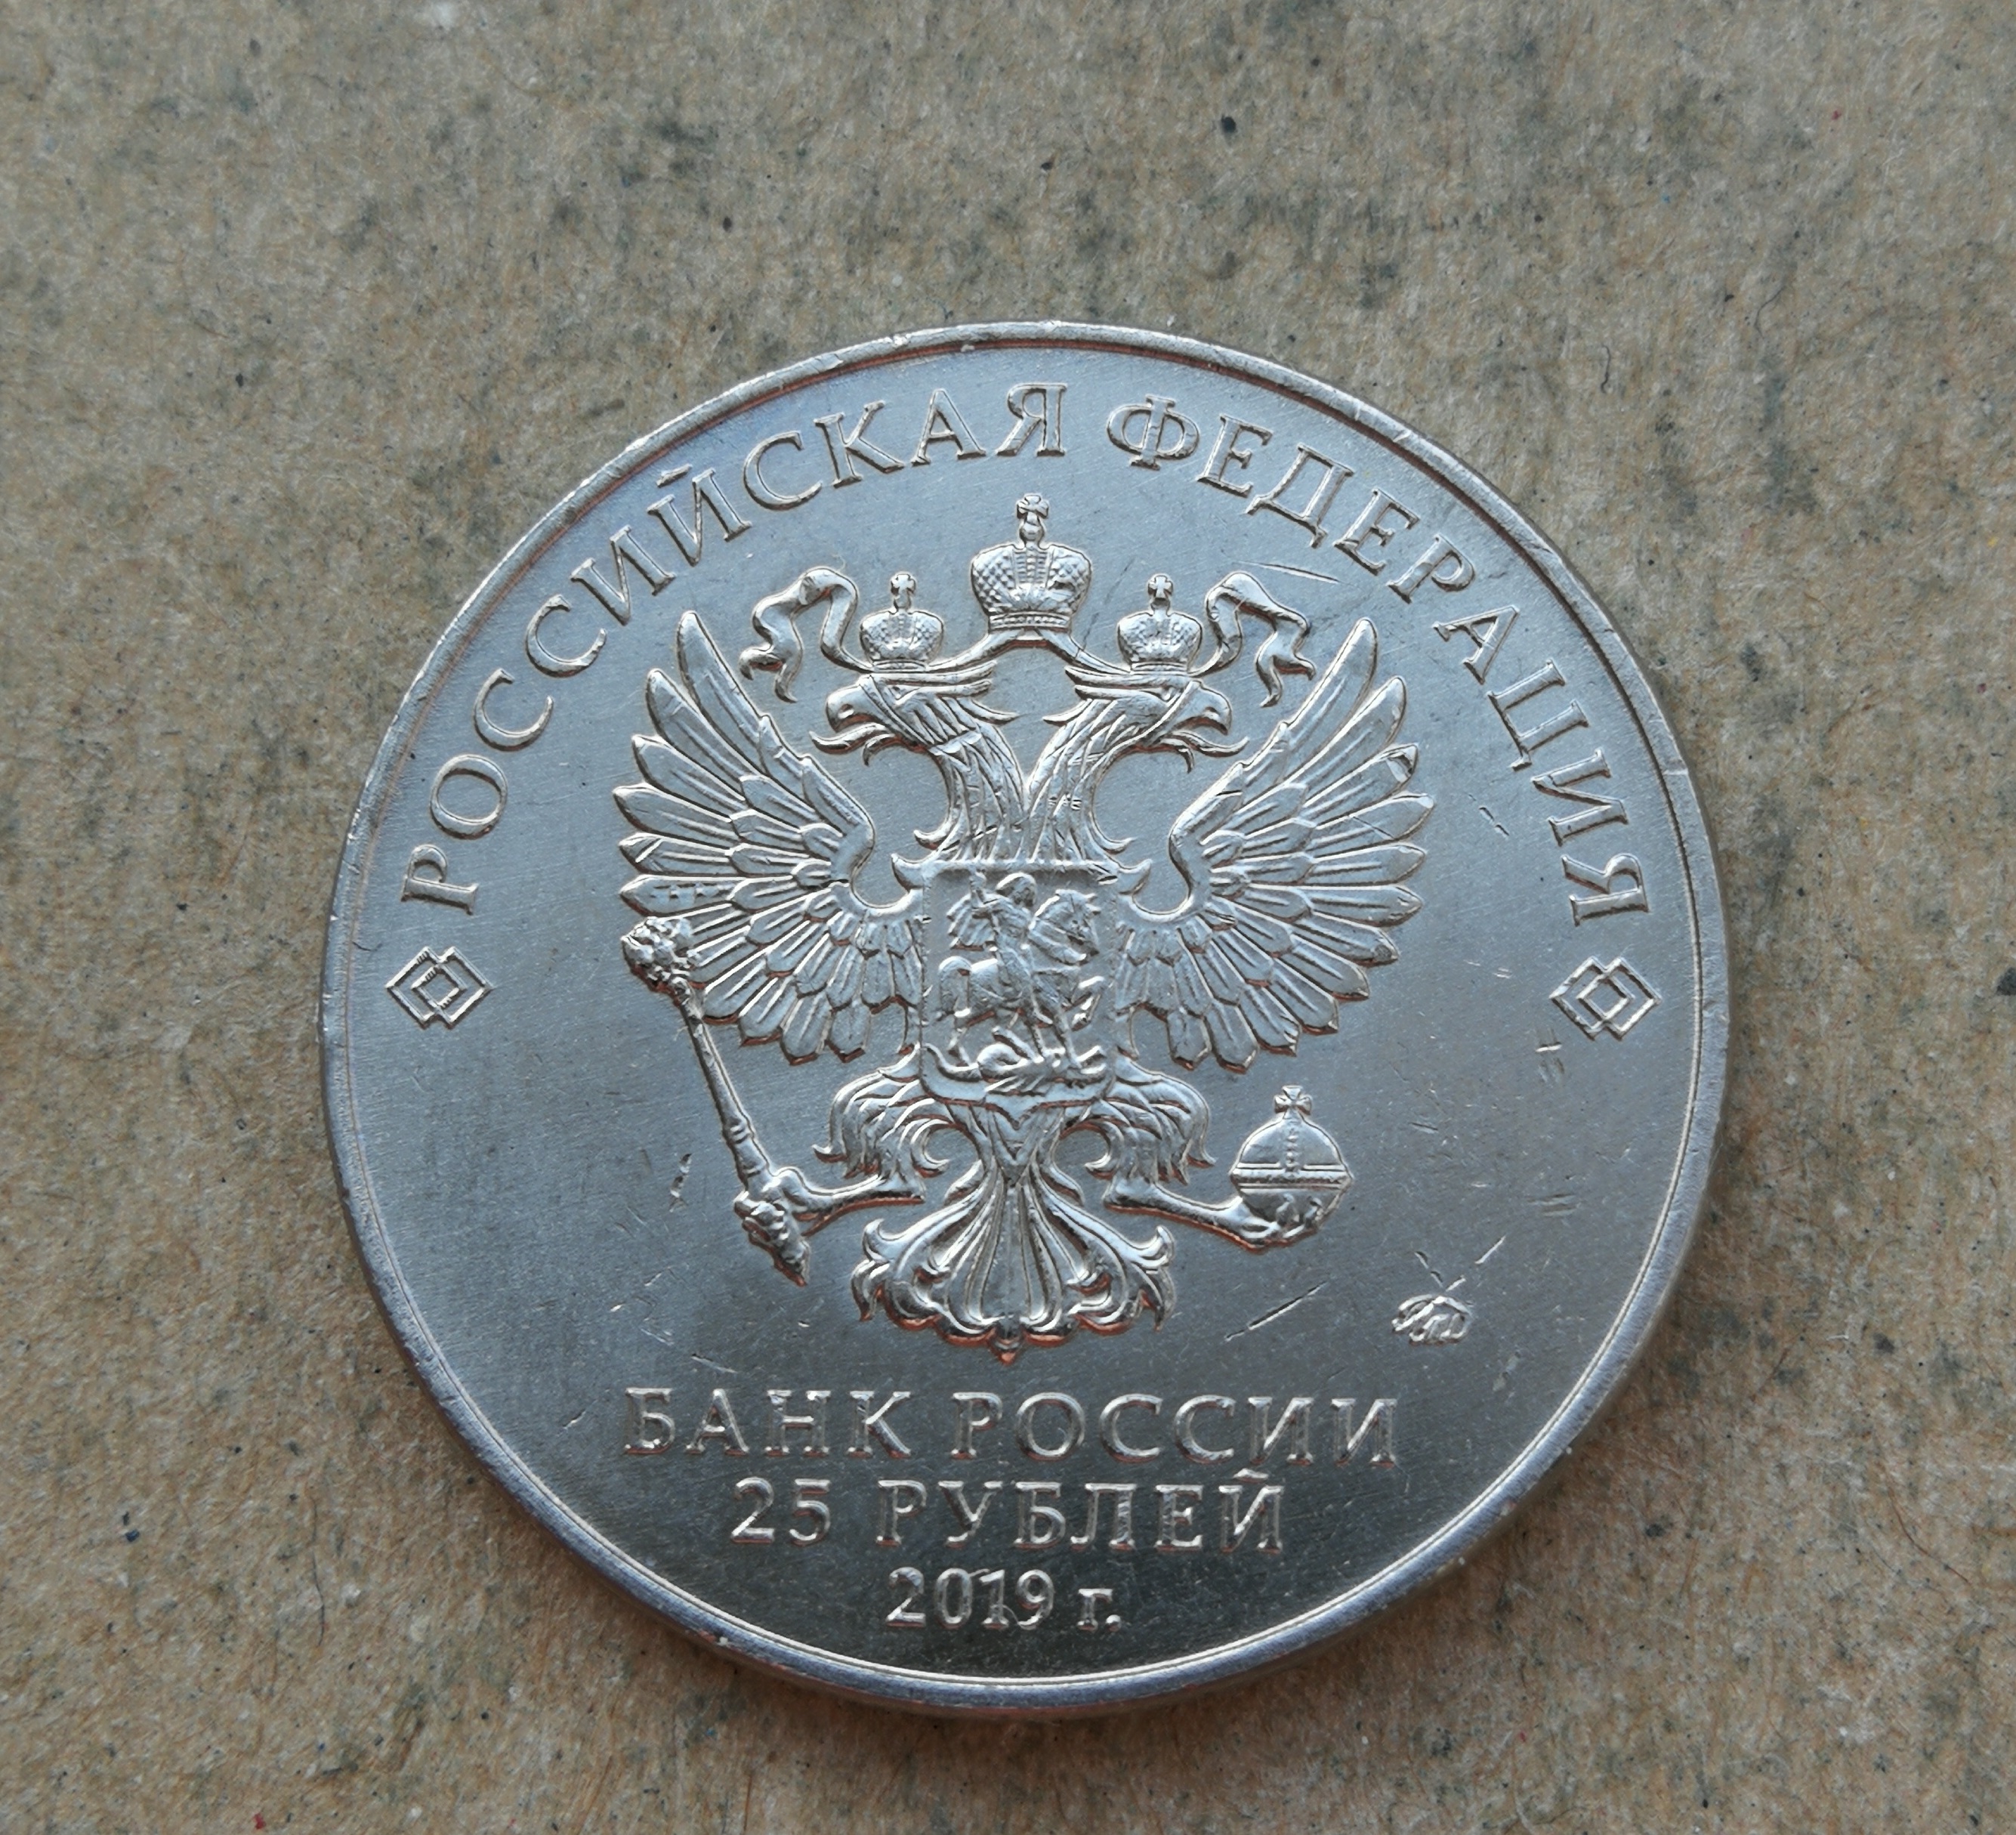 РОССИЙСКАЯ ФЕДЕРАЦИЯ
БАНК РОССИИ
25 РУБЛЕЙ
2019 г.